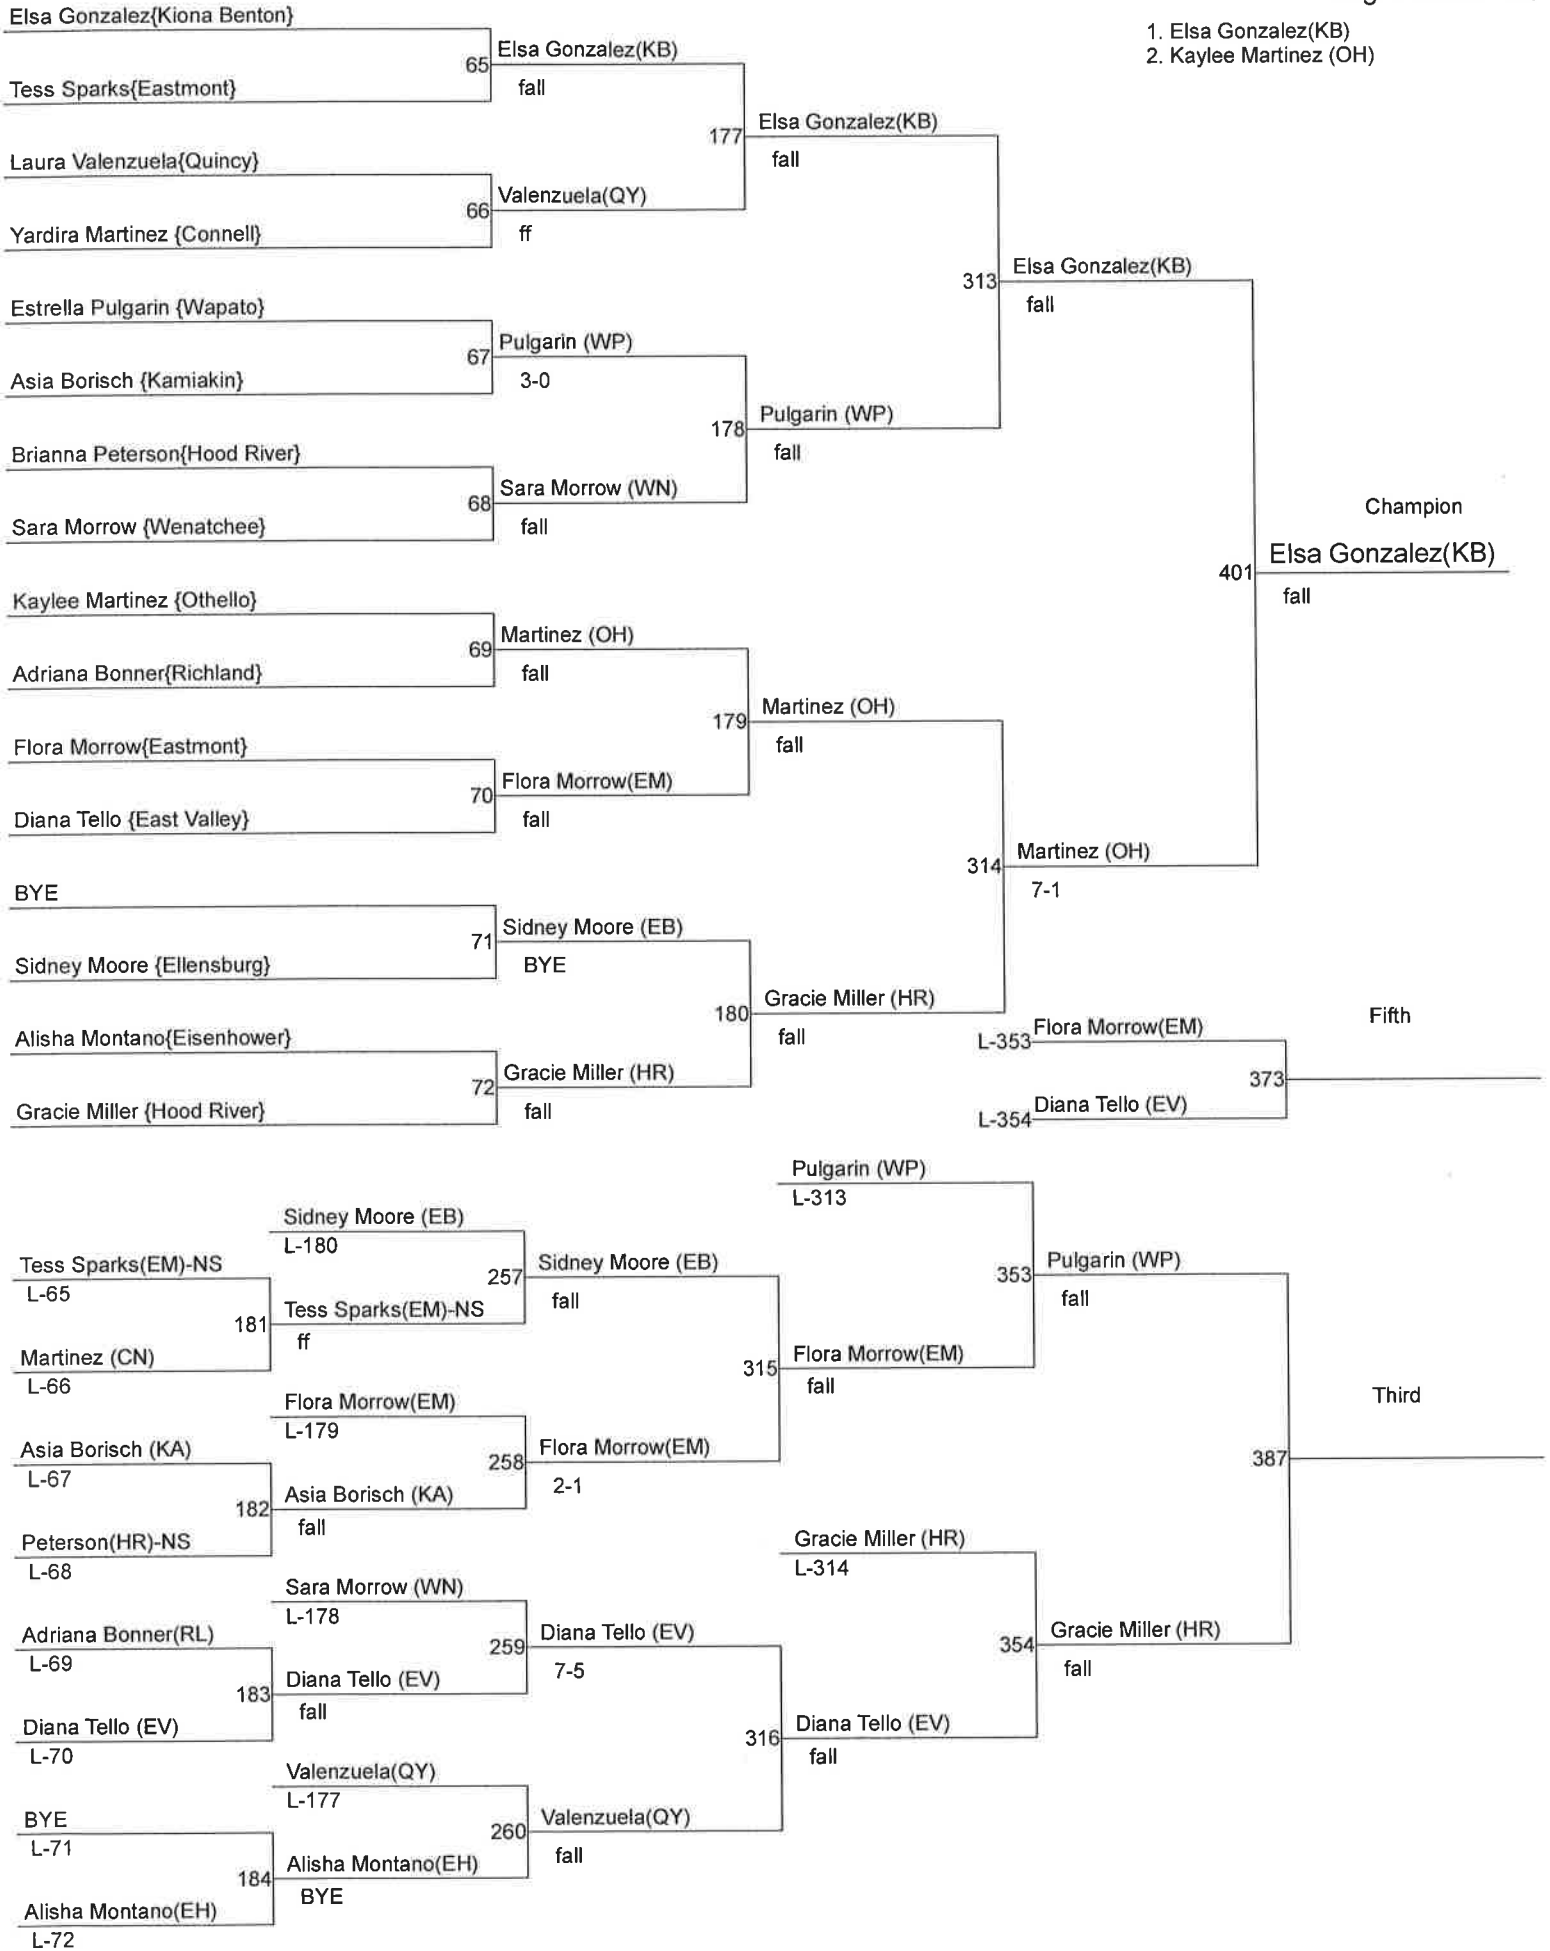 Elsa Gonzalez{Kiona Benton}
1. Elsa Gonzalez(KB)
2. Kaylee Martinez (OH)
65 Elsa Gonzalez(KB)
fall
Tess Sparks{Eastmont}
177 Elsa Gonzalez(KB)
fall
Laura Valenzuela{Quincy}
66 Valenzuela(QY)
ff
Yardira Martinez {Connell}
313 Elsa Gonzalez(KB)
fall
Estrella Pulgarin {Wapato}
67 Pulgarin (WP)
3-0
Asia Borisch {Kamiakin}
178 Pulgarin (WP)
fall
Brianna Peterson{Hood River}
68 Sara Morrow (WN)
fall
Sara Morrow {Wenatchee}
Champion
401 Elsa Gonzalez(KB)
fall
Kaylee Martinez {Othello}
69 Martinez (OH)
fall
Adriana Bonner{Richland}
179 Martinez (OH)
fall
Flora Morrow{Eastmont}
70 Flora Morrow(EM)
fall
Diana Tello {East Valley}
314 Martinez (OH)
7-1
BYE
71 Sidney Moore (EB)
BYE
Sidney Moore {Ellensburg}
180 Gracie Miller (HR)
fall
Alisha Montano{Eisenhower}
72 Gracie Miller (HR)
fall
Gracie Miller {Hood River}
Fifth
L-353 Flora Morrow(EM)
373
L-354 Diana Tello (EV)
Pulgarin (WP)
L-313
Sidney Moore (EB)
L-180
Tess Sparks(EM)-NS
L-65
257 Sidney Moore (EB)
fall
353 Pulgarin (WP)
fall
181 Tess Sparks(EM)-NS
ff
Martinez (CN)
L-66
315 Flora Morrow(EM)
fall
Flora Morrow(EM)
L-179
Third
Asia Borisch (KA)
L-67
258 Flora Morrow(EM)
2-1
387
182 Asia Borisch (KA)
fall
Peterson(HR)-NS
L-68
Gracie Miller (HR)
L-314
Sara Morrow (WN)
L-178
Adriana Bonner(RL)
L-69
259 Diana Tello (EV)
7-5
354 Gracie Miller (HR)
fall
183 Diana Tello (EV)
fall
Diana Tello (EV)
L-70
316 Diana Tello (EV)
fall
Valenzuela(QY)
L-177
BYE
L-71
260 Valenzuela(QY)
fall
184 Alisha Montano(EH)
BYE
Alisha Montano(EH)
L-72